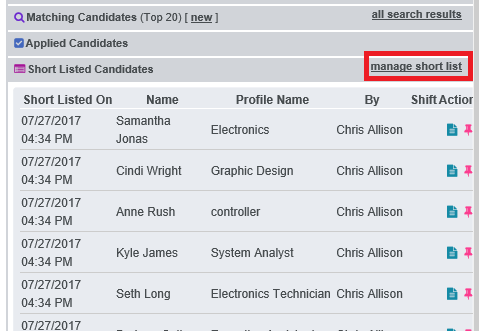 Matching Candidates (Top 20) [ new ] all search results
Applied Candidates
Short Listed Candidates manage short list
Short Listed On Name Profile Name By Shift Action
07/27/2017 Samantha
04:34 PM Jonas Electronics Chris Allison
07/27/2017
04:34 PM Cindi Wright Graphic Design Chris Allison
07/27/2017
04:34 PM Anne Rush controller Chris Allison
07/27/2017
04:34 PM Kyle James System Analyst Chris Allison
07/27/2017
04:34 PM Seth Long Electronics Technician Chris Allison
07/27/2017